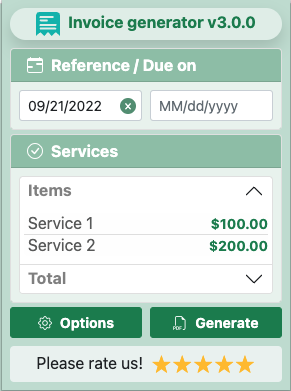 Invoice generator v3.0.0
Reference / Due on
09/21/2022 MM/dd/yyyy
Services
Items
Service 1 $100.00
Service 2 $200.00
Total
Options Generate
Please rate us!